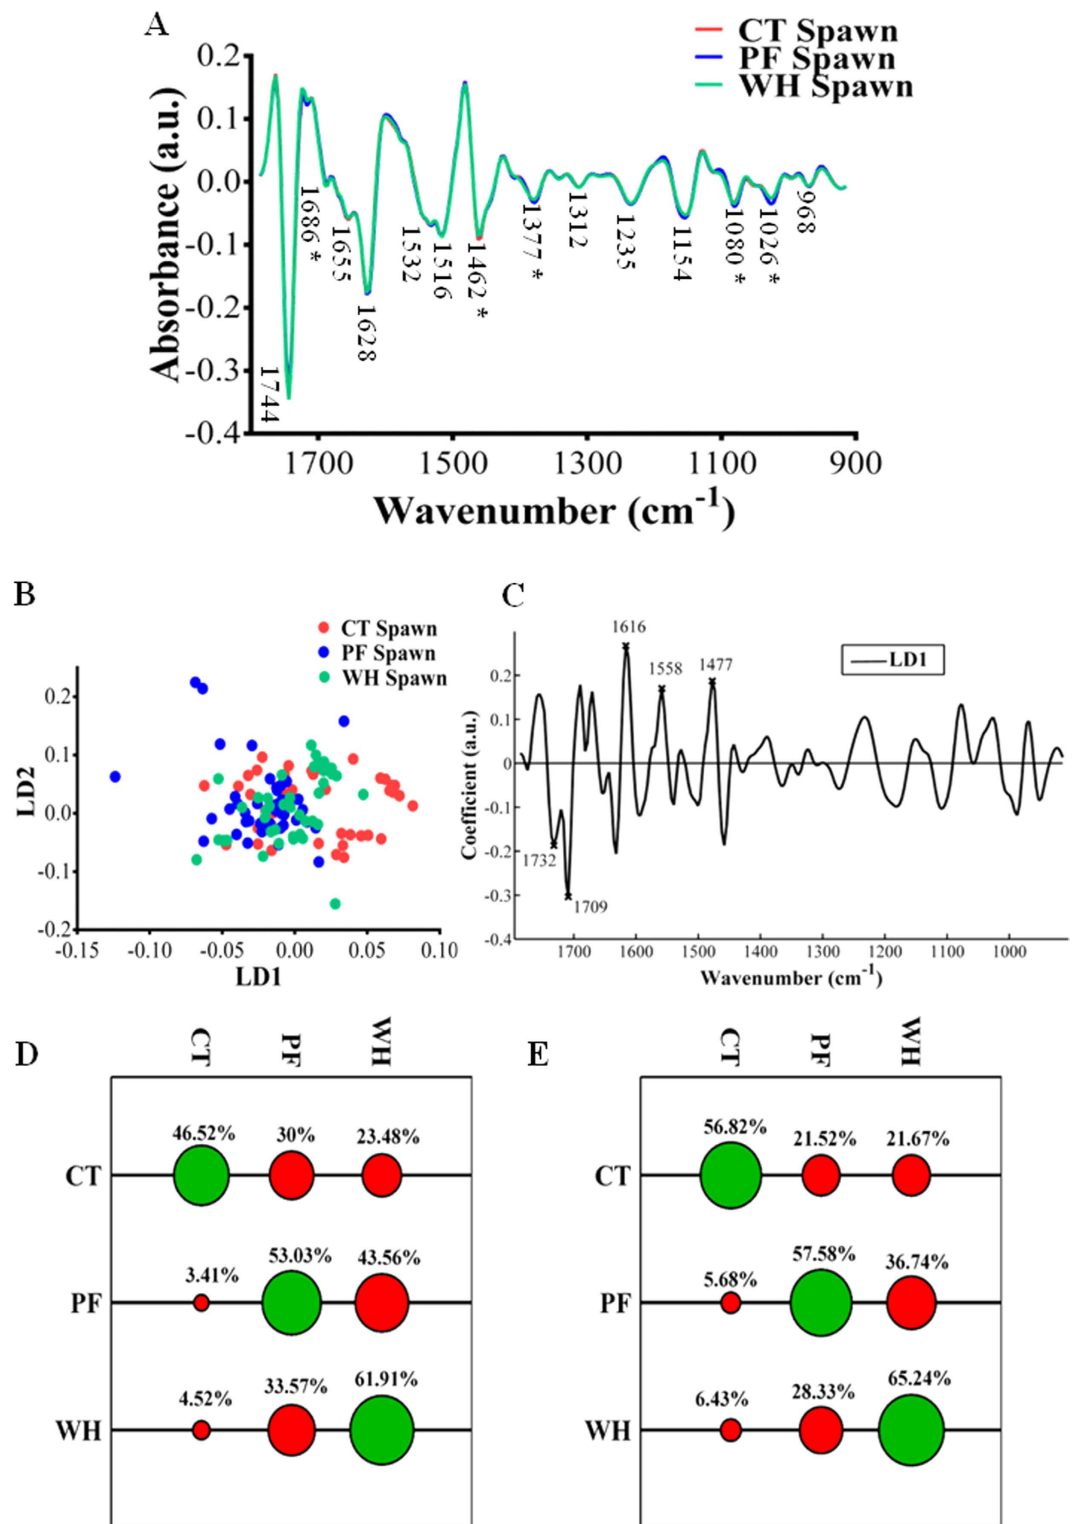 A
CT Spawn
PF Spawn
WH Spawn
Absorbance (a.u.)
0.2
0.1
0.0
-0.1
-0.2
-0.3
-0.4
1744
1686 *
1655
1628
1532
1516
1462 *
1377 *
1312
1235
1154
1080 *
1026 *
968
1700 1500 1300 1100 900
Wavenumber (cm-1)
B
CT Spawn
PF Spawn
WH Spawn
LD2
0.2
0.1
0.0
-0.1
-0.2
-0.15 -0.10 -0.05 0.00 0.05 0.10
LD1
C
1616
1558
1477
LD1
Coefficient (a.u.)
0.2
0.1
0
-0.1
-0.2
-0.3
-0.4
1732
1709
1700 1600 1500 1400 1300 1200 1100 1000
Wavenumber (cm-1)
D
CT PF WH
46.52% 30% 23.48%
CT
3.41% 53.03% 43.56%
PF
4.52% 33.57% 61.91%
WH
E
CT PF WH
56.82% 21.52% 21.67%
CT
5.68% 57.58% 36.74%
PF
6.43% 28.33% 65.24%
WH